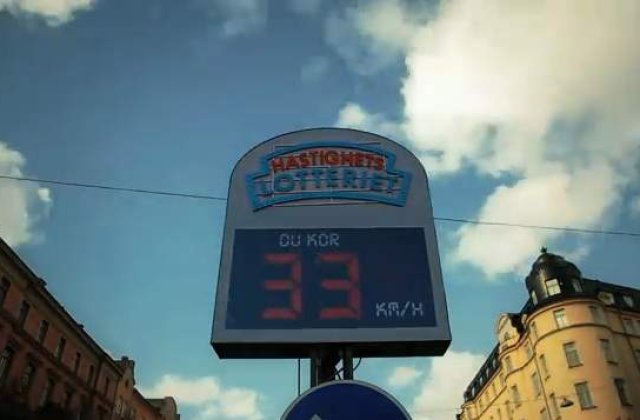 HASTIGHETS
LOTTERIET
DU KÖR
33
KM/H